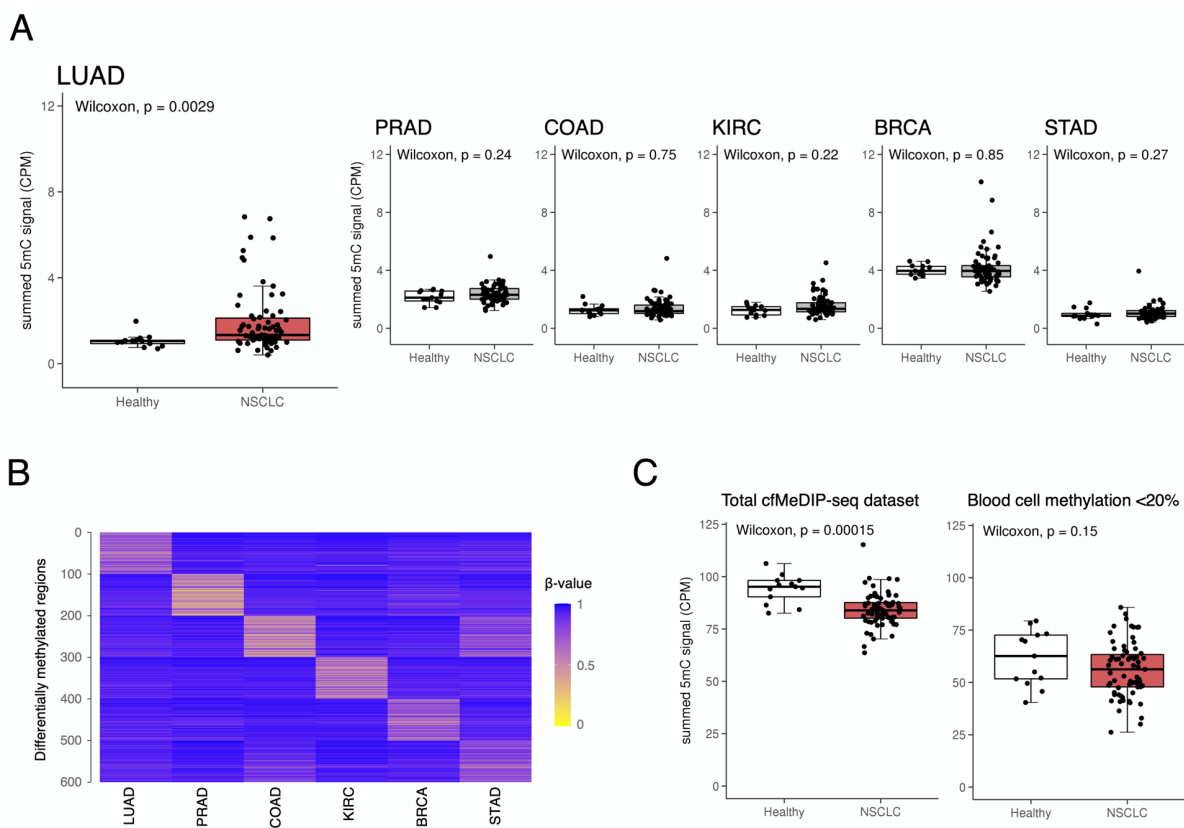 A
LUAD
Wilcoxon, p = 0.0029
summed 5mC signal (CPM)
12
8
4
0
Healthy
NSCLC
PRAD
Wilcoxon, p = 0.24
summed 5mC signal (CPM)
12
8
4
0
Healthy
NSCLC
COAD
Wilcoxon, p = 0.75
12
8
4
0
Healthy
NSCLC
KIRC
Wilcoxon, p = 0.22
12
8
4
0
Healthy
NSCLC
BRCA
Wilcoxon, p = 0.85
12
8
4
0
Healthy
NSCLC
STAD
Wilcoxon, p = 0.27
12
8
4
0
Healthy
NSCLC
B
Differentially methylated regions
0
100
200
300
400
500
600
LUAD
PRAD
COAD
KIRC
BRCA
STAD
β-value
1
0.5
0
C
Total cfMeDIP-seq dataset
Wilcoxon, p = 0.00015
summed 5mC signal (CPM)
125
100
75
50
25
0
Healthy
NSCLC
Blood cell methylation <20%
Wilcoxon, p = 0.15
125
100
75
50
25
0
Healthy
NSCLC